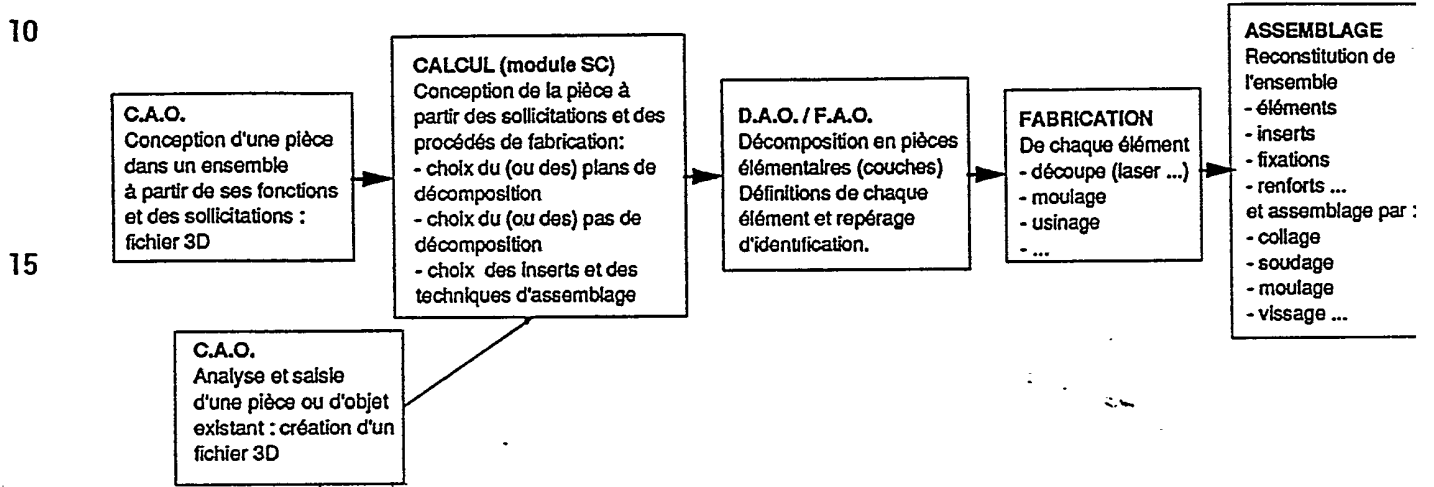 10
C.A.O.
Conception d'une pièce
dans un ensemble
à partir de ses fonctions
et des sollicitations :
fichier 3D
CALCUL (module SC)
Conception de la pièce à
partir des sollicitations et des
procédés de fabrication:
- choix du (ou des) plans de
décomposition
- choix du (ou des) pas de
décomposition
- choix des inserts et des
techniques d'assemblage
D.A.O. / F.A.O.
Décomposition en pièces
élémentaires (couches)
Définitions de chaque
élément et repérage
d'identification.
FABRICATION
De chaque élément
- découpe (laser ...)
- moulage
- usinage
- ...
ASSEMBLAGE
Reconstitution de
l'ensemble
- éléments
- inserts
- fixations
- renforts ...
et assemblage par :
- collage
- soudage
- moulage
- vissage ...
15
C.A.O.
Analyse et saisie
d'une pièce ou d'objet
existant : création d'un
fichier 3D